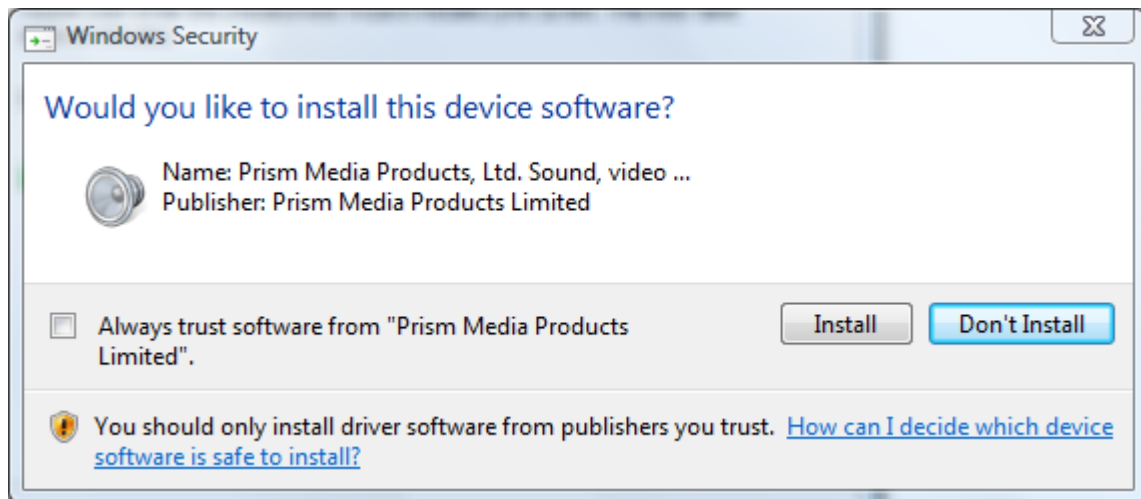 Windows Security
Would you like to install this device software?
Name: Prism Media Products, Ltd. Sound, video ...
Publisher: Prism Media Products Limited
Always trust software from "Prism Media Products
Limited".
Install
Don't Install
You should only install driver software from publishers you trust. How can I decide which device
software is safe to install?